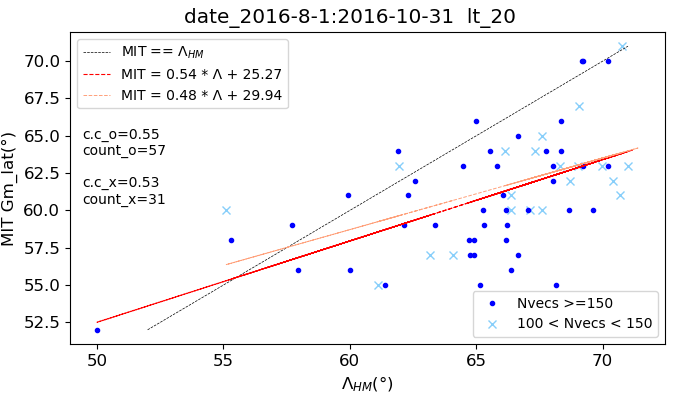 date_2016-8-1:2016-10-31  lt_20
MIT Gm_lat(°)
70.0
67.5
65.0
62.5
60.0
57.5
55.0
52.5
MIT == Λ_HM
MIT = 0.54 * Λ + 25.27
MIT = 0.48 * Λ + 29.94
c.c_o=0.55
count_o=57
c.c_x=0.53
count_x=31
Nvecs >=150
100 < Nvecs < 150
50 55 60 65 70
Λ_HM(°)